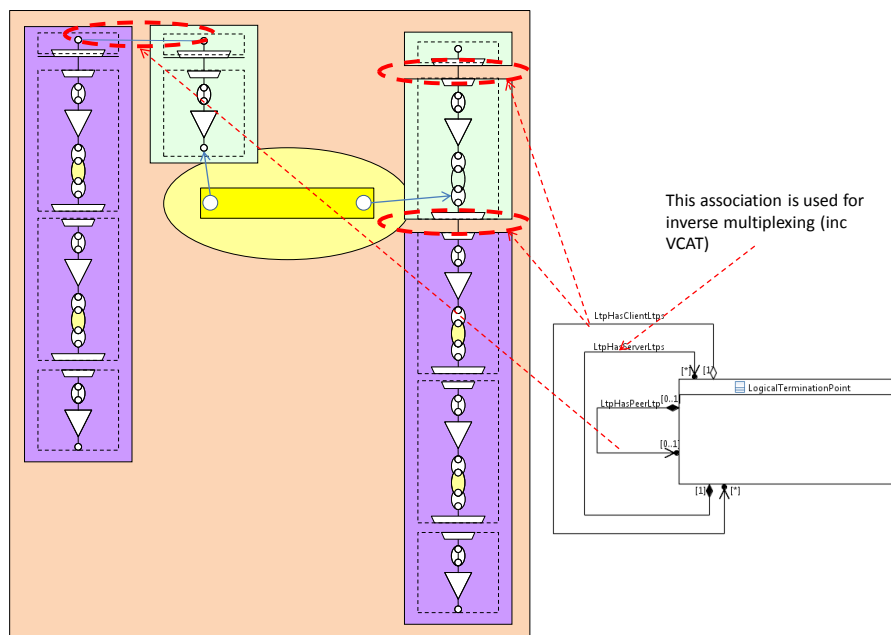 This association is used for
inverse multiplexing (inc
VCAT)
LtpHasClientLtps
LtpHasServerLtps
[*]
[1]
LogicalTerminationPoint
LtpHasPeerLtp
[0..1]
[0..1]
[1]
[*]